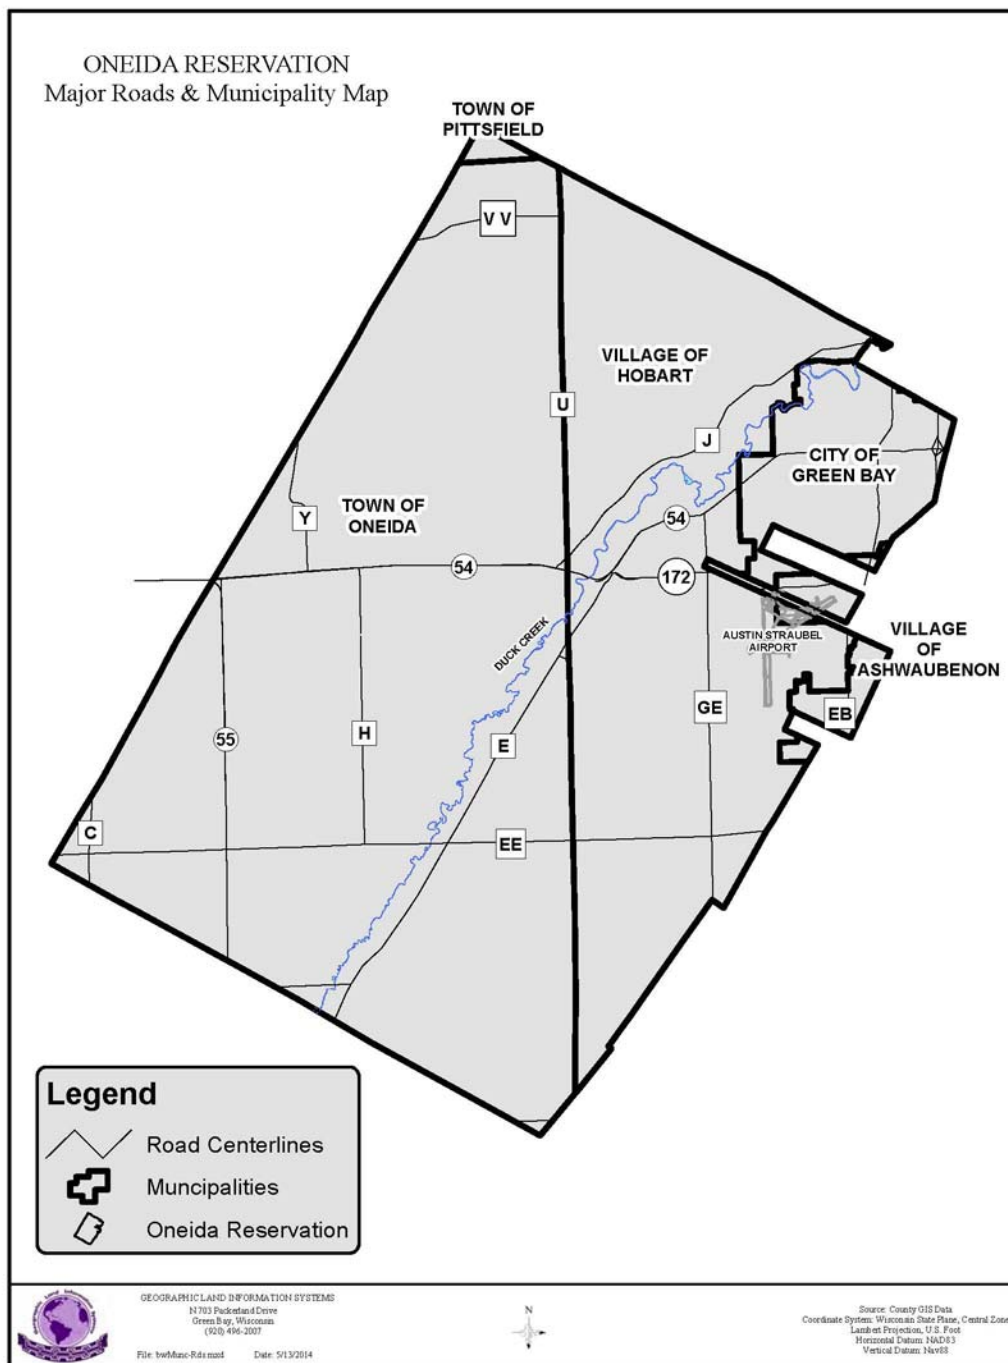 ONEIDA RESERVATION
Major Roads & Municipality Map
TOWN OF
PITTSFIELD
V V
VILLAGE OF
HOBART
U
J
CITY OF
GREEN BAY
TOWN OF
ONEIDA
Y
54
54
172
DUCK CREEK
AUSTIN STRAUBEL
AIRPORT
VILLAGE
OF
ASHWAUBENON
GE
EB
55
H
E
C
EE
Legend
Road Centerlines
Muncipalities
Oneida Reservation
GEOGRAPHIC LAND INFORMATION SYSTEMS
N703 Packerland Drive
Green Bay, Wisconsin
(920) 496-2007
File: bwMunc-Rds.mxd Date: 5/13/2014
N
Source: County GIS Data
Coordinate System: Wisconsin State Plane, Central Zone
Lambert Projection, U.S. Foot
Horizontal Datum: NAD83
Vertical Datum: Nav88